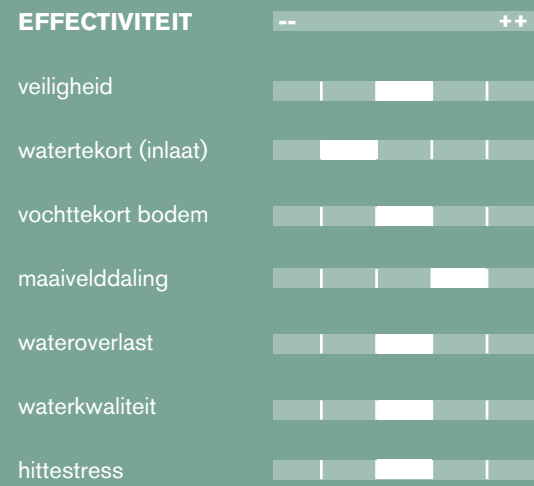 EFFECTIVITEIT -- ++
veiligheid
watertekort (inlaat)
vochttekort bodem
maaivelddaling
wateroverlast
waterkwaliteit
hittestress